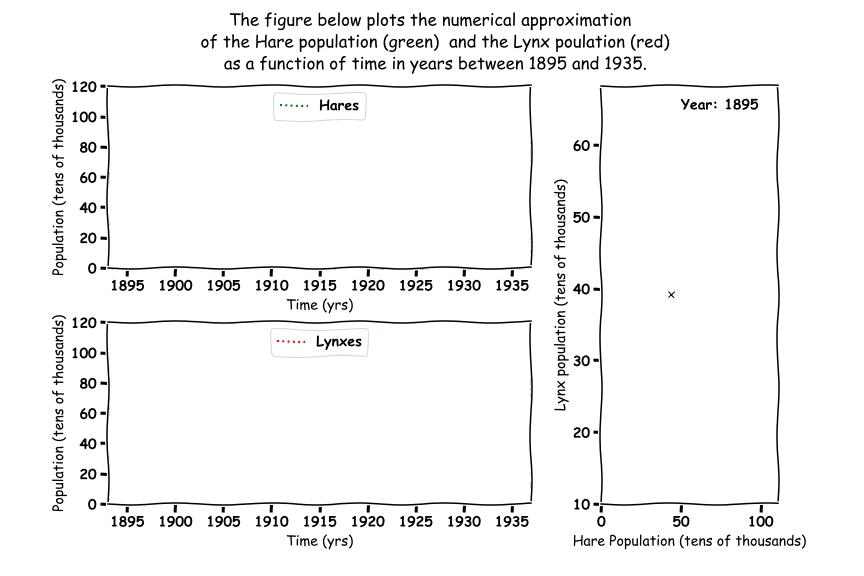 The figure below plots the numerical approximation
of the Hare population (green) and the Lynx poulation (red)
as a function of time in years between 1895 and 1935.
Population (tens of thousands)
120
100
80
60
40
20
0
Hares
1895 1900 1905 1910 1915 1920 1925 1930 1935
Time (yrs)
Population (tens of thousands)
120
100
80
60
40
20
0
Lynxes
1895 1900 1905 1910 1915 1920 1925 1930 1935
Time (yrs)
Lynx population (tens of thousands)
60
50
40
30
20
10
Year: 1895
0 50 100
Hare Population (tens of thousands)